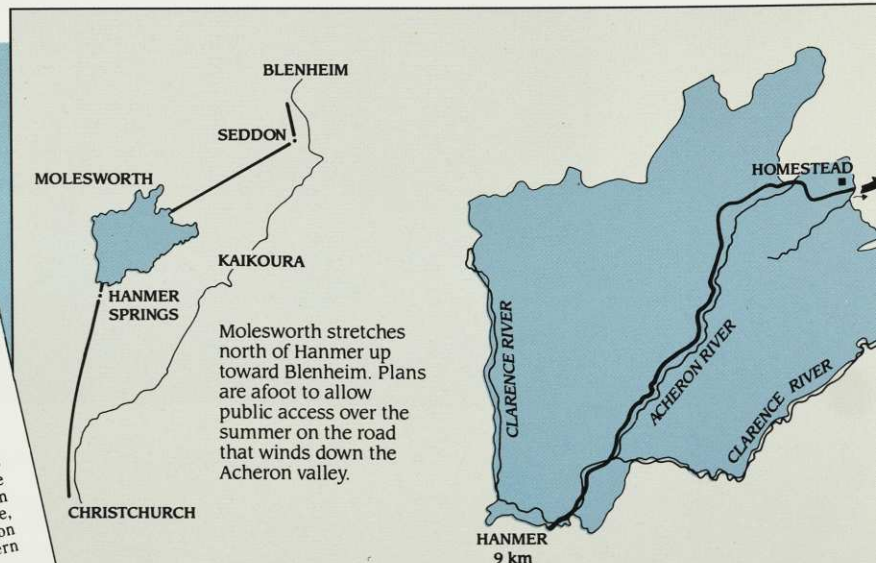 BLENHEIM
SEDDON
MOLESWORTH
KAIKOURA
HANMER
SPRINGS
Molesworth stretches
north of Hanmer up
toward Blenheim. Plans
are afoot to allow
public access over the
summer on the road
that winds down the
Acheron valley.
CHRISTCHURCH
HOMESTEAD
CLARENCE RIVER
ACHERON RIVER
CLARENCE RIVER
HANMER
9 km